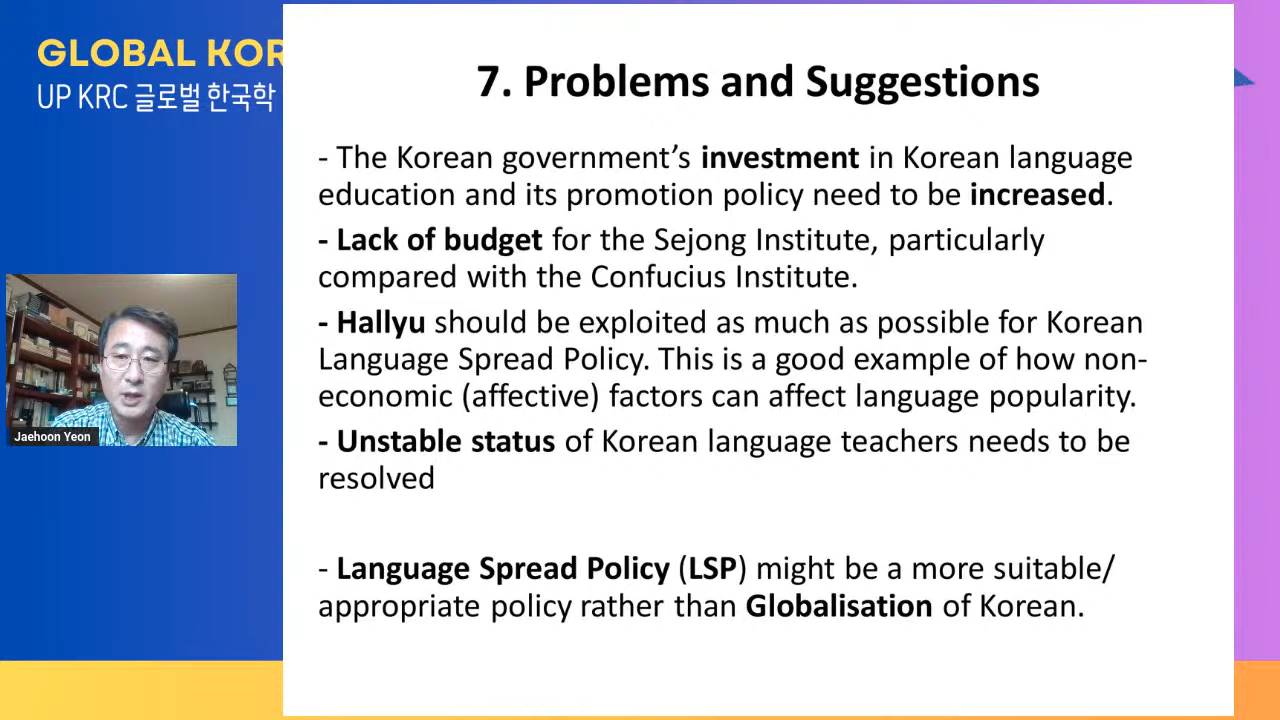 GLOBAL KOR
UP KRC 글로벌 한국학
7. Problems and Suggestions
- The Korean government’s investment in Korean language
education and its promotion policy need to be increased.
- Lack of budget for the Sejong Institute, particularly
compared with the Confucius Institute.
- Hallyu should be exploited as much as possible for Korean
Language Spread Policy. This is a good example of how non-
economic (affective) factors can affect language popularity.
- Unstable status of Korean language teachers needs to be
resolved
- Language Spread Policy (LSP) might be a more suitable/
appropriate policy rather than Globalisation of Korean.
Jaehoon Yeon